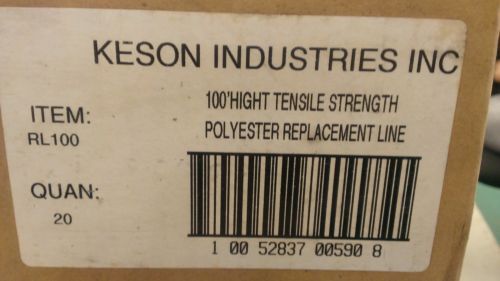 KESON INDUSTRIES INC
ITEM:
RL100
100'HIGHT TENSILE STRENGTH
POLYESTER REPLACEMENT LINE
QUAN:
20
1 00 52837 00590 8